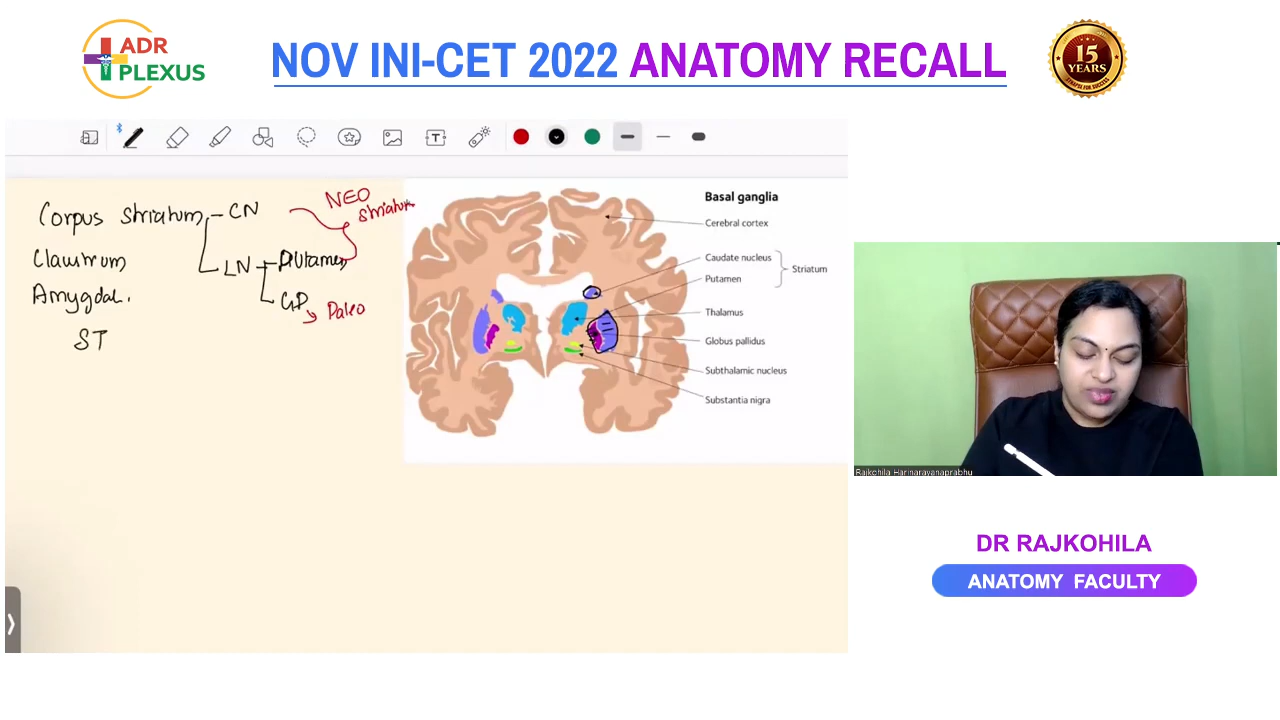 ADR
PLEXUS
NOV INI-CET 2022 ANATOMY RECALL
15
YEARS
T
Corpus striatum CN
NEO
Striatum
Claustrum
LN Putamen
Amygdal.
GP Paleo
ST
Basal ganglia
Cerebral cortex
Caudate nucleus
Striatum
Putamen
Thalamus
Globus pallidus
Subthalamic nucleus
Substantia nigra
Rajkohila Harinarayanaprabhu
DR RAJKOHILA
ANATOMY FACULTY